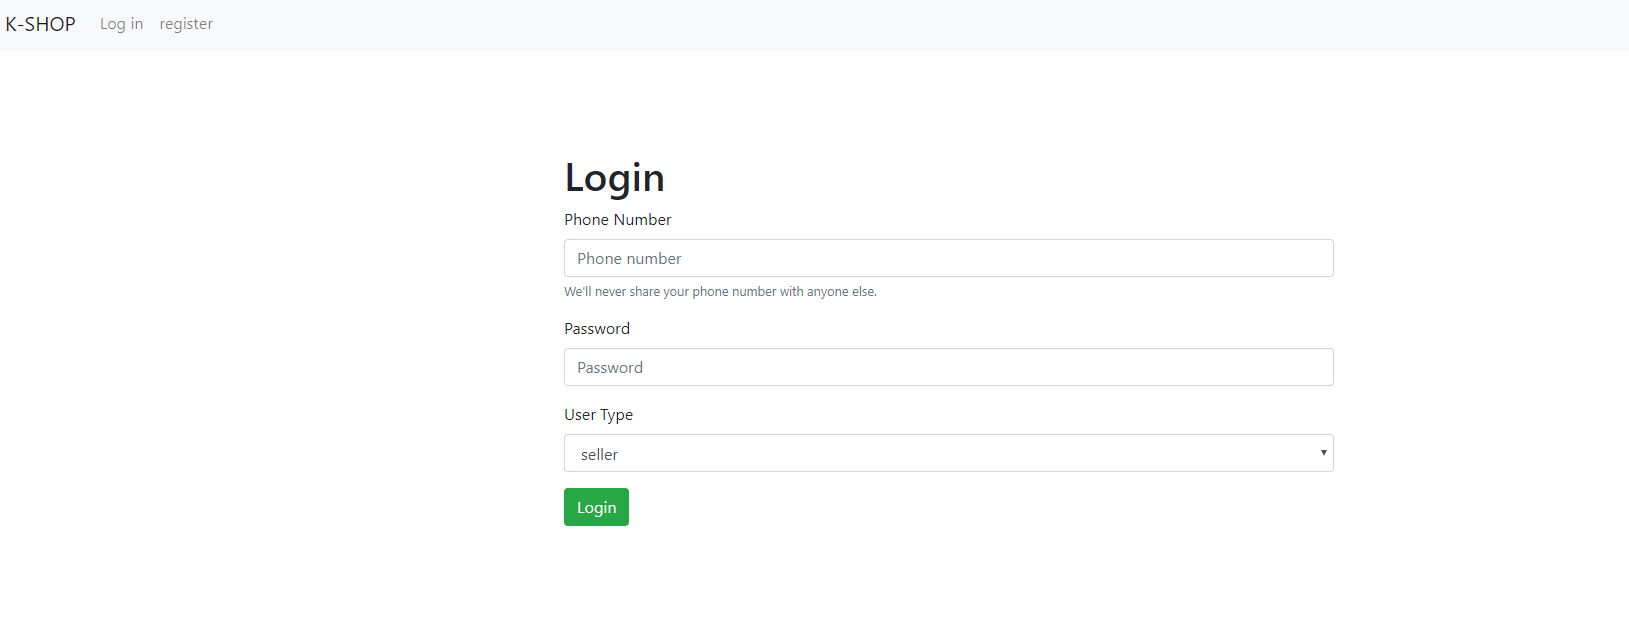 K-SHOP Log in register
Login
Phone Number
Phone number
We'll never share your phone number with anyone else.
Password
Password
User Type
seller
Login